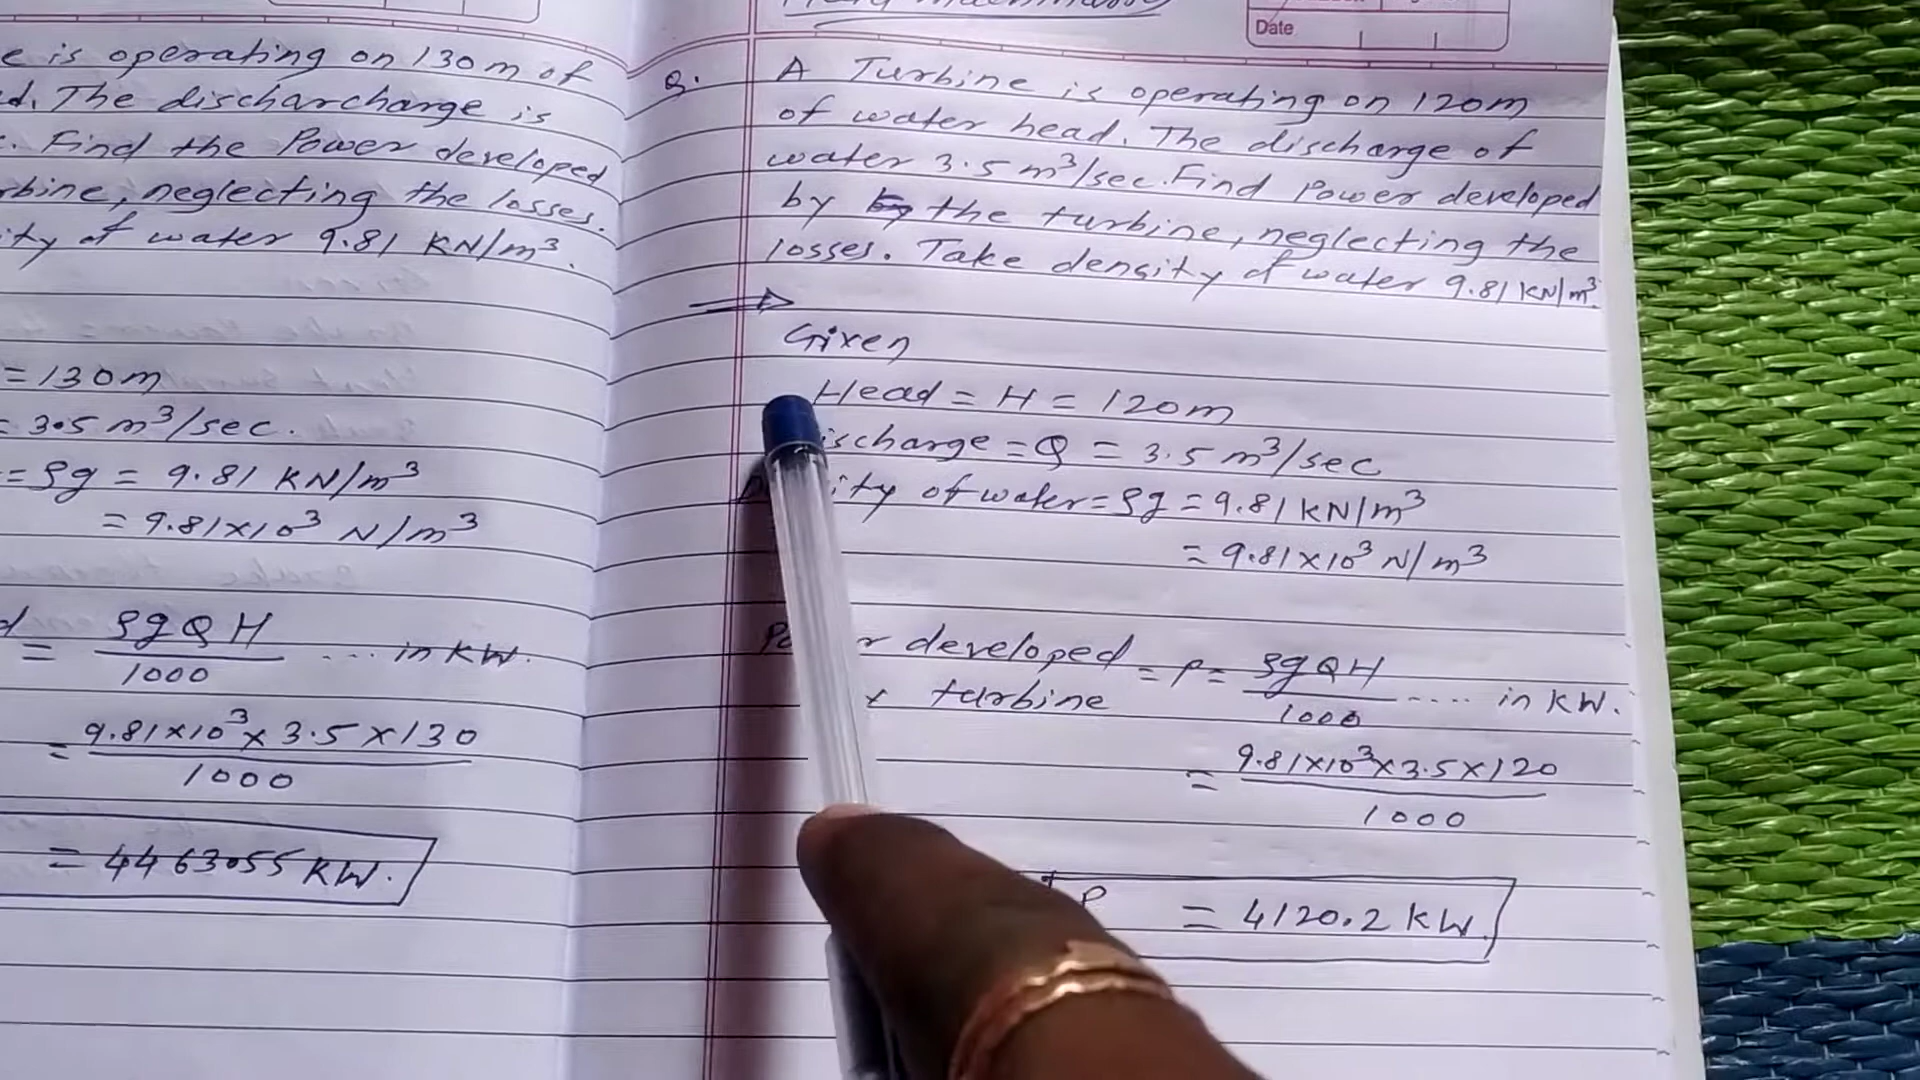 e is operating on 130m of
d. The discharcharge is
. Find the Power developed
rbine, neglecting the losses.
ity of water 9.81 KN/m³.
= 130m
= 3.5 m³/sec.
= ρg = 9.81 KN/m³
= 9.81×10³ N/m³
d = ρgQH / 1000 .... in KW.
= 9.81×10³×3.5×130 / 1000
= 4463055 KW.
Date
Q. A Turbine is operating on 120m
of water head. The discharge of
water 3.5 m³/sec. Find Power developed
by the turbine, neglecting the
losses. Take density of water 9.81 KN/m³.
⇒
Given
Head = H = 120m
ischarge = Q = 3.5 m³/sec
ity of water = ρg = 9.81 KN/m³
= 9.81×10³ N/m³
Po r developed = P = ρgQH / 1000 .... in KW.
turbine
= 9.81×10³×3.5×120 / 1000
P = 4120.2 KW.